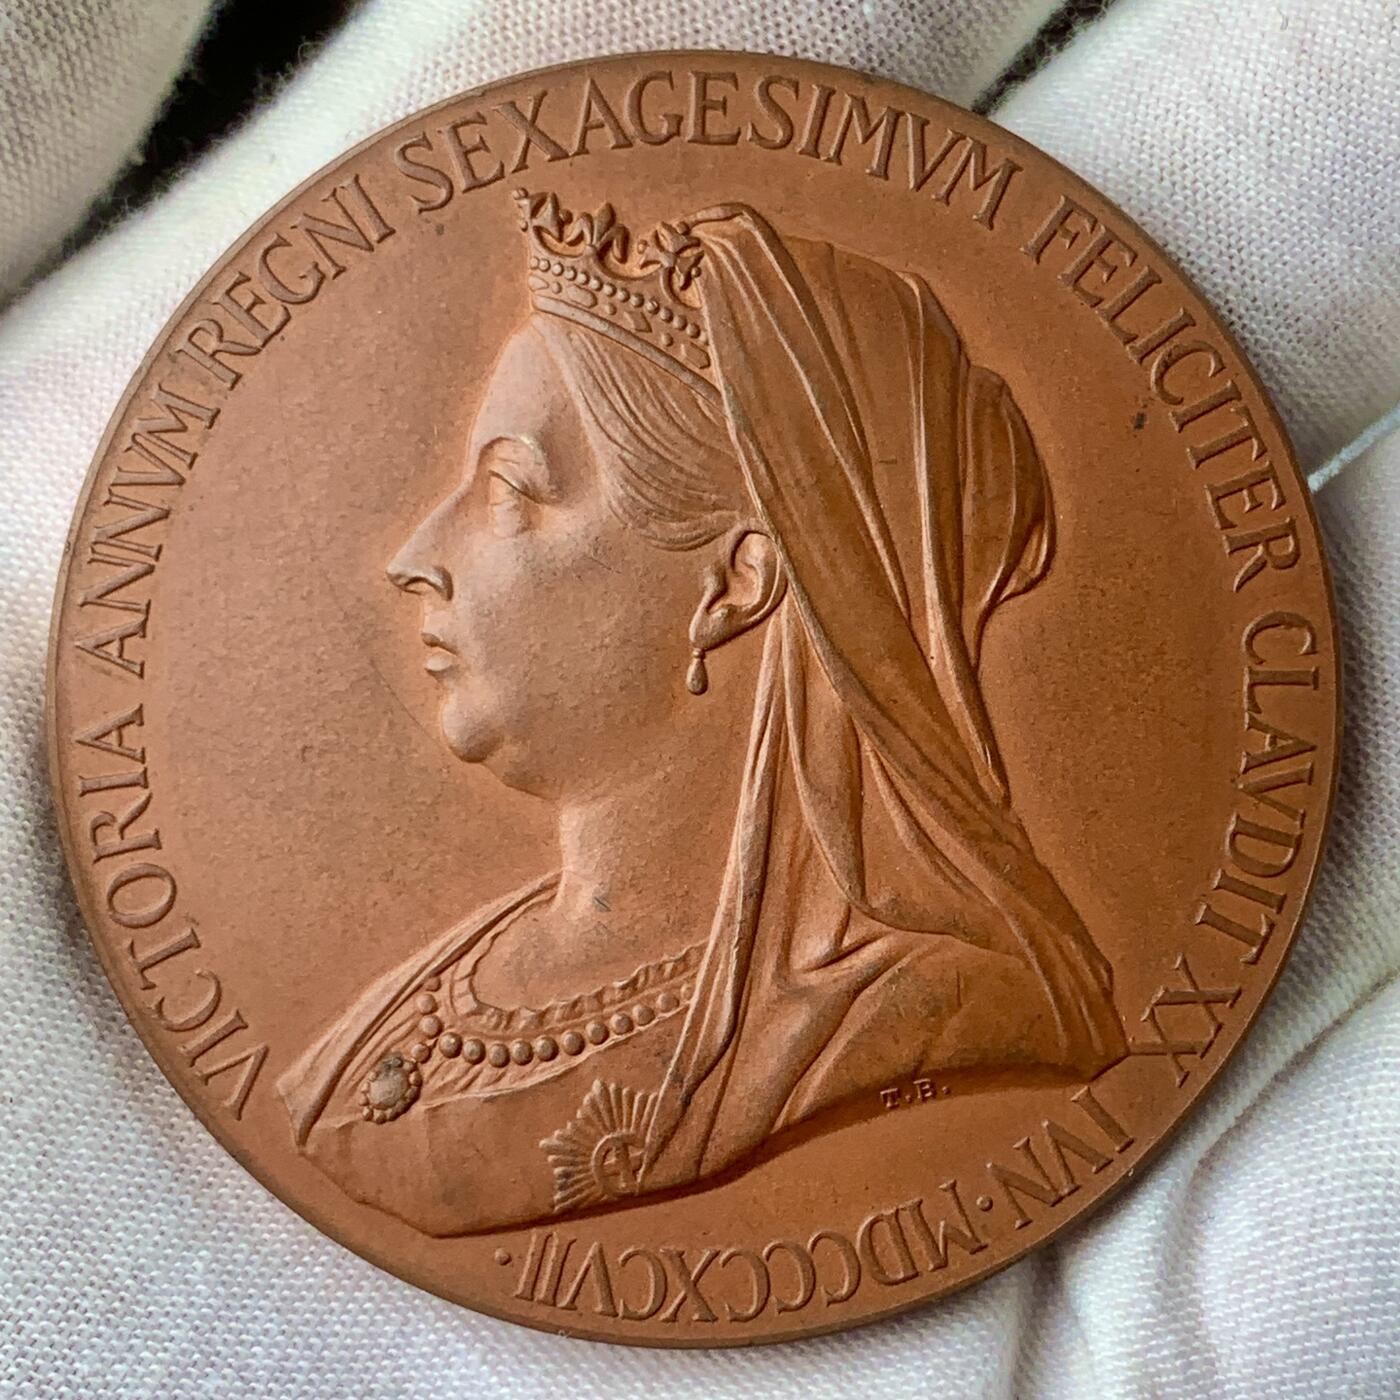 VICTORIA ANNVM REGNI SEXAGESIMVM FELICITER CLAVDIT XX IVN·MDCCCXCVII·
T.B.